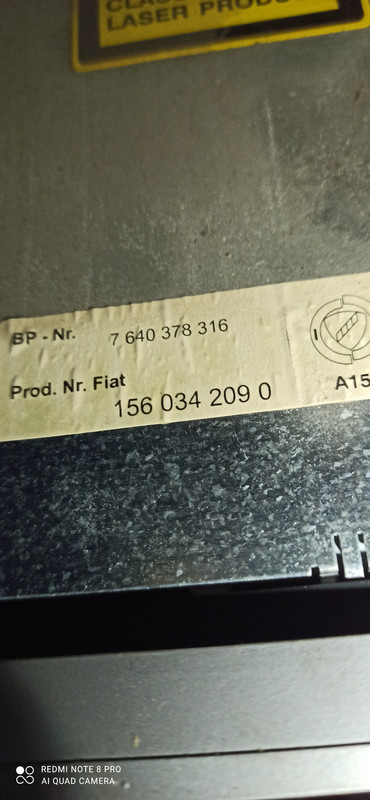 LASER PRODU
BP - Nr. 7 640 378 316
Prod. Nr. Fiat
156 034 209 0
A15
REDMI NOTE 8 PRO
AI QUAD CAMERA